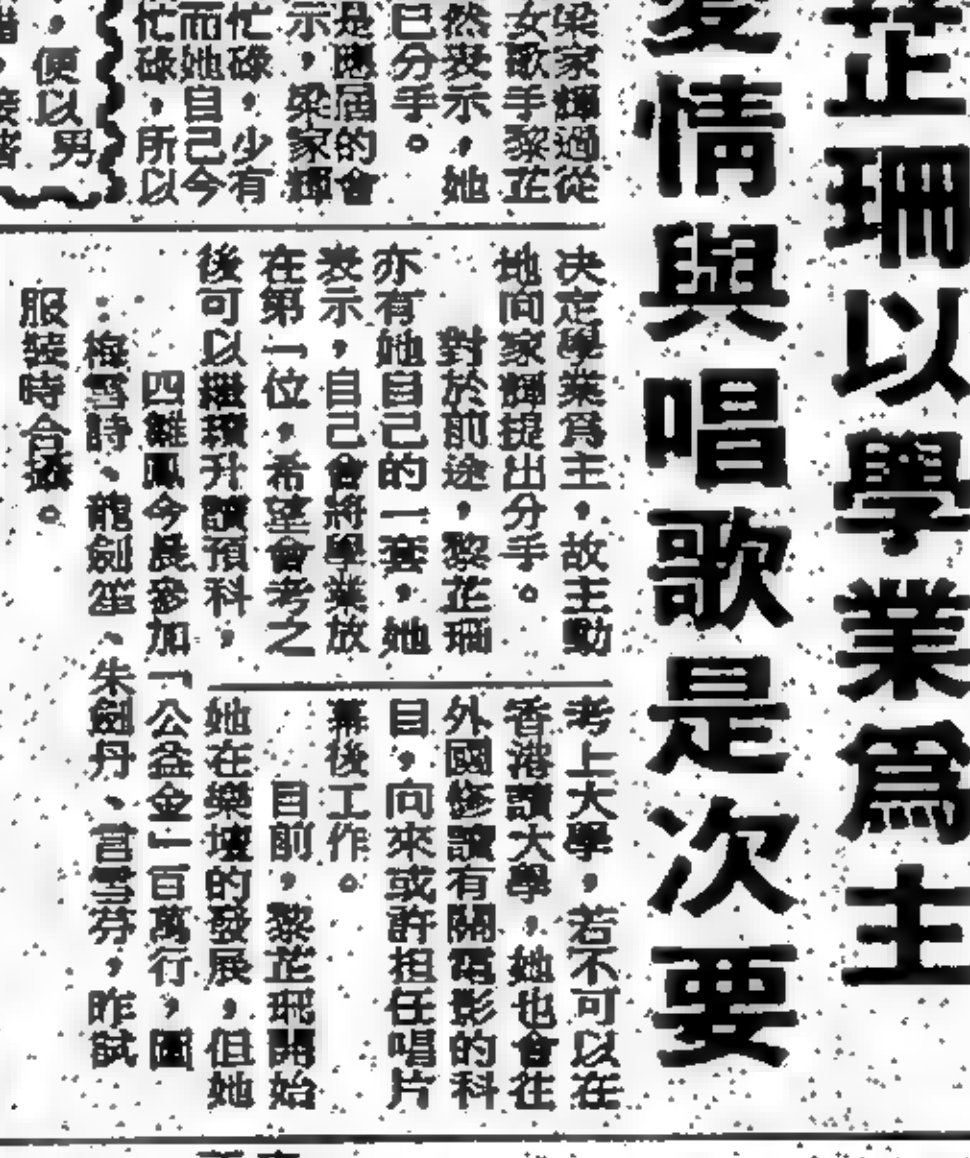 芷珊以學業爲主
愛情與唱歌是次要
梁家輝過從
女歌手黎芷
然表示，她
已分手。
是應屆的會
示，梁家輝
忙碌，少有
而她自己今
忙碌，所以
，便以男
决定學業爲主，故主動
地向家輝提出分手。
對於前途，黎芷珊
亦有她自己的一套，她
表示，自己會將學業放
在第一位，希望會考之
後可以繼續升讀預科，
考上大學，若不可以在
香港讀大學，她也會往
外國修讀有關電影的科
目，向來或許担任唱片
幕後工作。
目前，黎芷珊開始
她在樂壇的發展，但她
四雛鳳今晨參加「公益金」百萬行，圖
：梅雪詩、龍劍笙、朱劍丹、言雪芬，昨試
服裝時合攝。